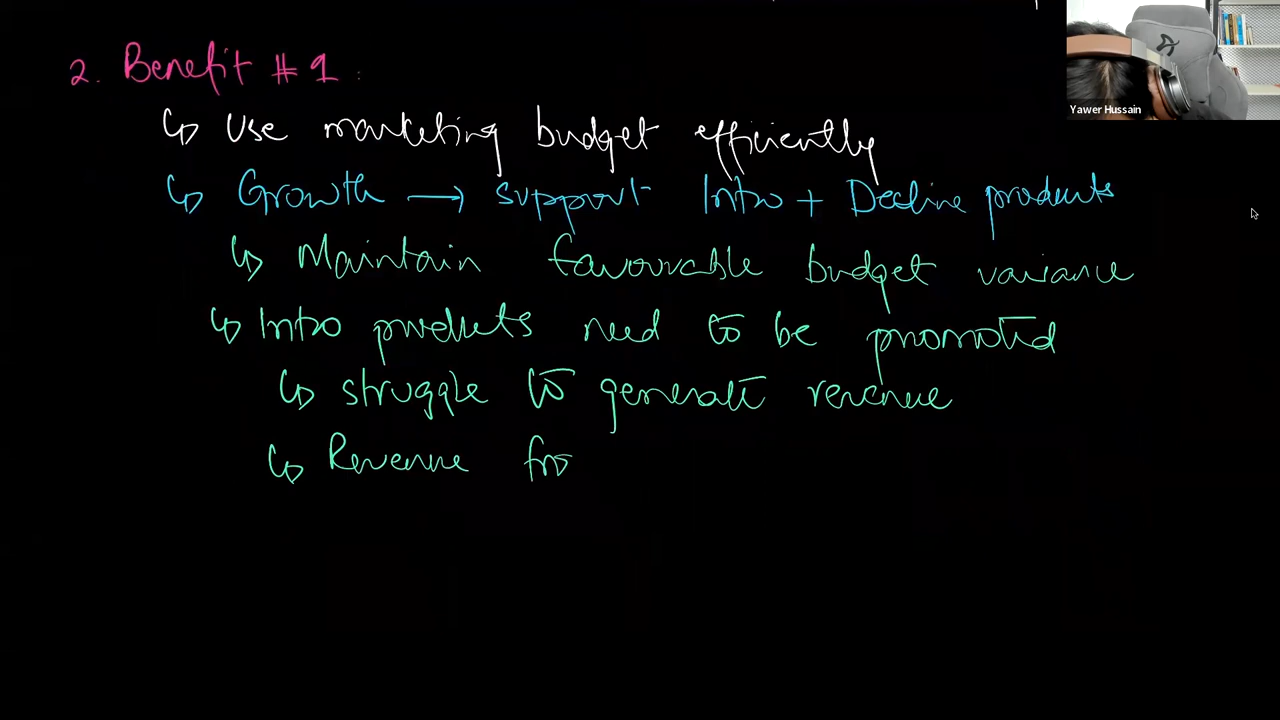 2. Benefit #1:
↳ Use marketing budget efficiently
↳ Growth → support Intro + Decline products
↳ Maintain favourable budget variance
↳ Intro products need to be promoted
↳ struggle to generate revenue
↳ Revenue fro
Yawer Hussain